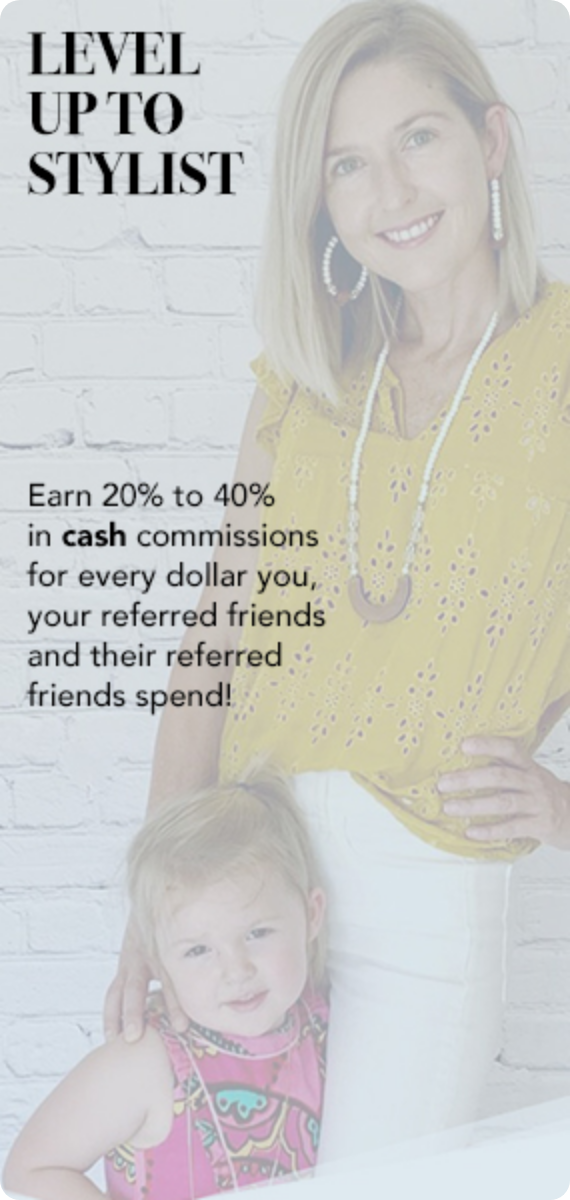 LEVEL
UP TO
STYLIST
Earn 20% to 40%
in cash commissions
for every dollar you,
your referred friends
and their referred
friends spend!